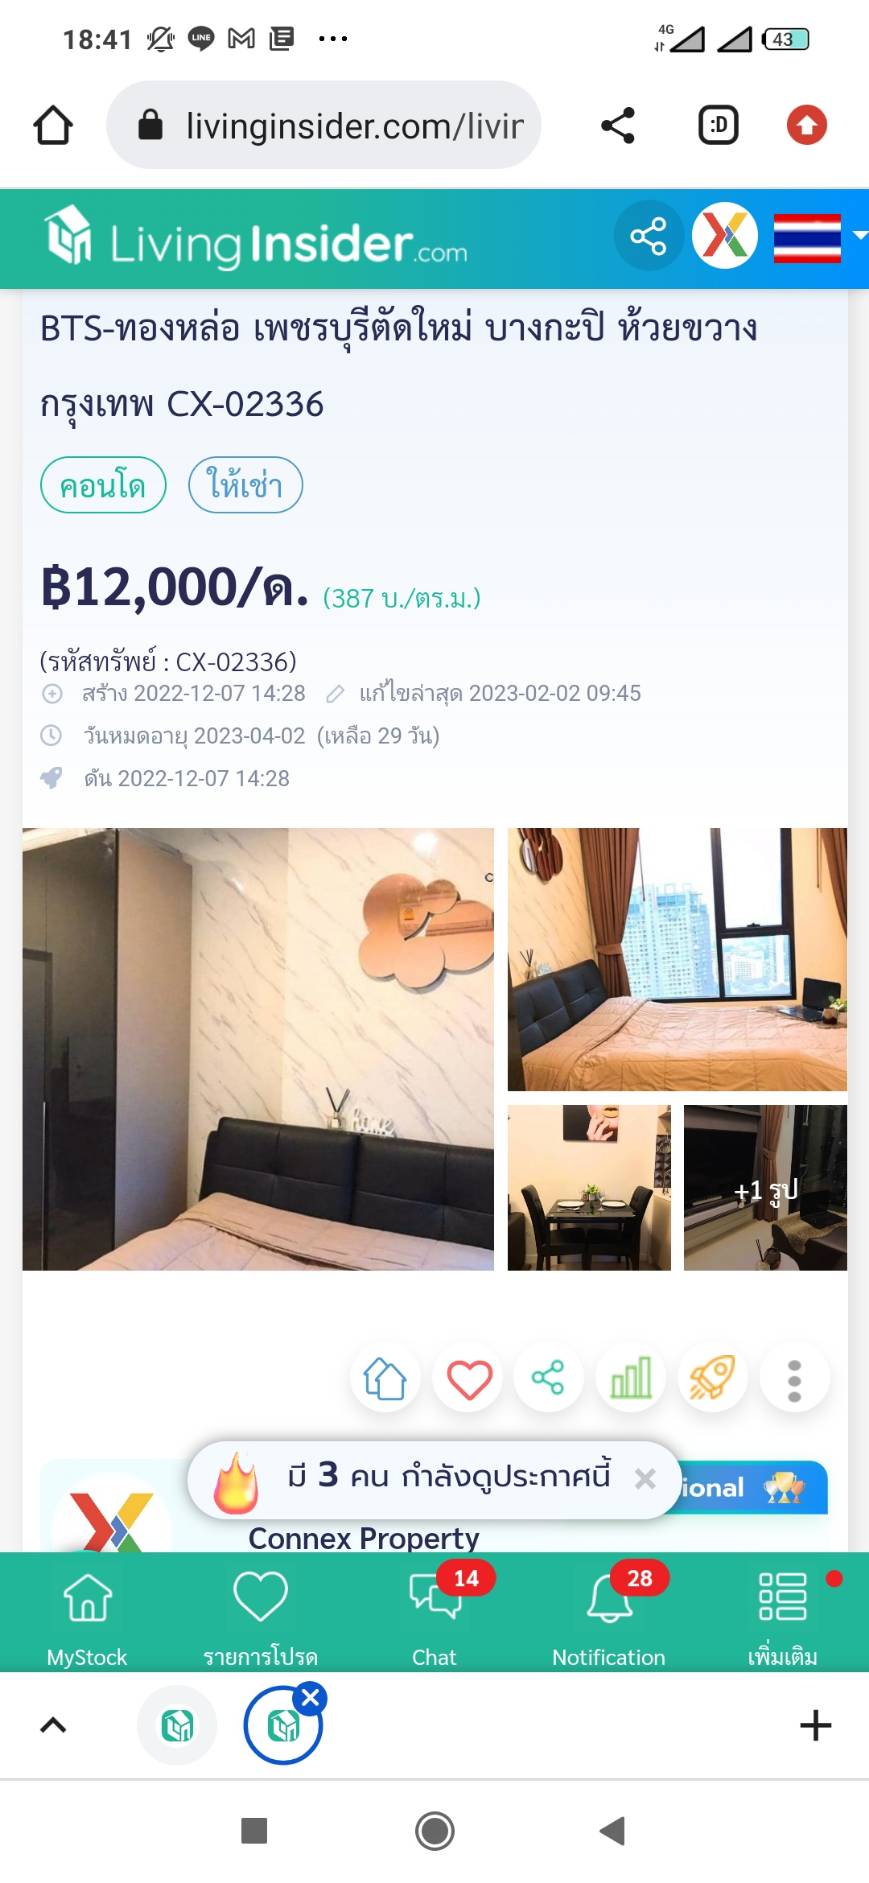 18:41
LINE
4G
43
livinginsider.com/livin
:D
LivingInsider.com
BTS-ทองหล่อ เพชรบุรีตัดใหม่ บางกะปิ ห้วยขวาง
กรุงเทพ CX-02336
คอนโด
ให้เช่า
฿12,000/ด. (387 บ./ตร.ม.)
(รหัสทรัพย์ : CX-02336)
สร้าง 2022-12-07 14:28 แก้ไขล่าสุด 2023-02-02 09:45
วันหมดอายุ 2023-04-02 (เหลือ 29 วัน)
ดัน 2022-12-07 14:28
home
+1 รูป
มี 3 คน กำลังดูประกาศนี้
ional
Connex Property
14
28
MyStock
รายการโปรด
Chat
Notification
เพิ่มเติม